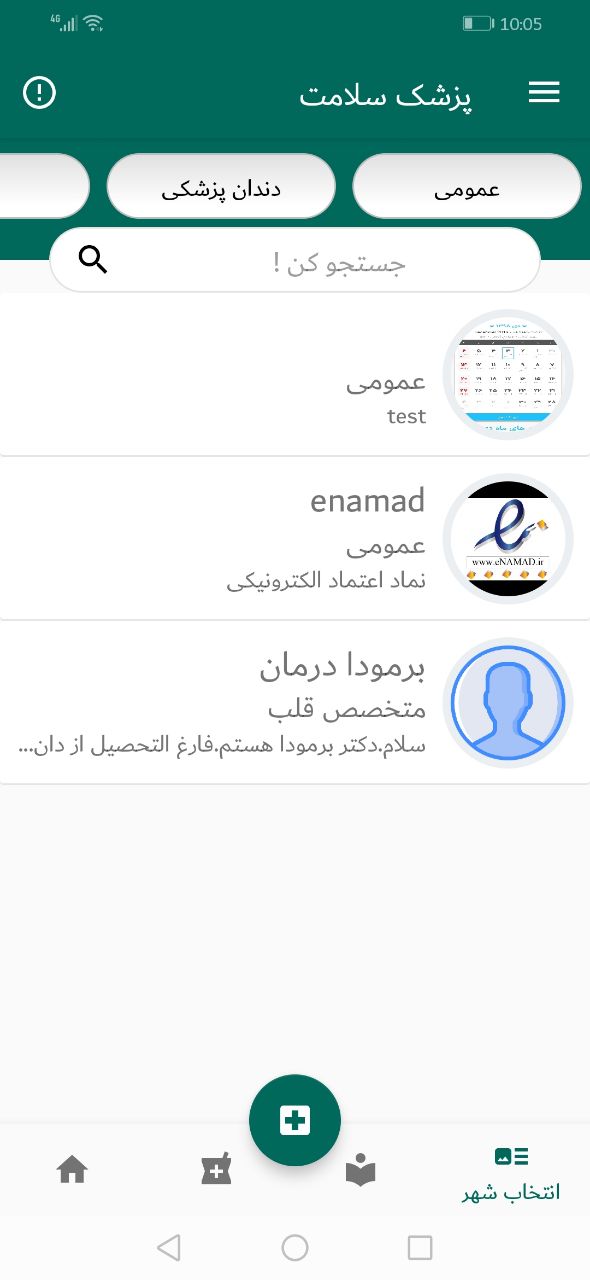 4G
10:05
پزشک سلامت
عمومی
دندان پزشکی
جستجو کن !
عمومی
test
enamad
عمومی
نماد اعتماد الکترونیکی
www.eNAMAD.ir
برمودا درمان
متخصص قلب
سلام.دکتر برمودا هستم.فارغ التحصیل از دان...
انتخاب شهر